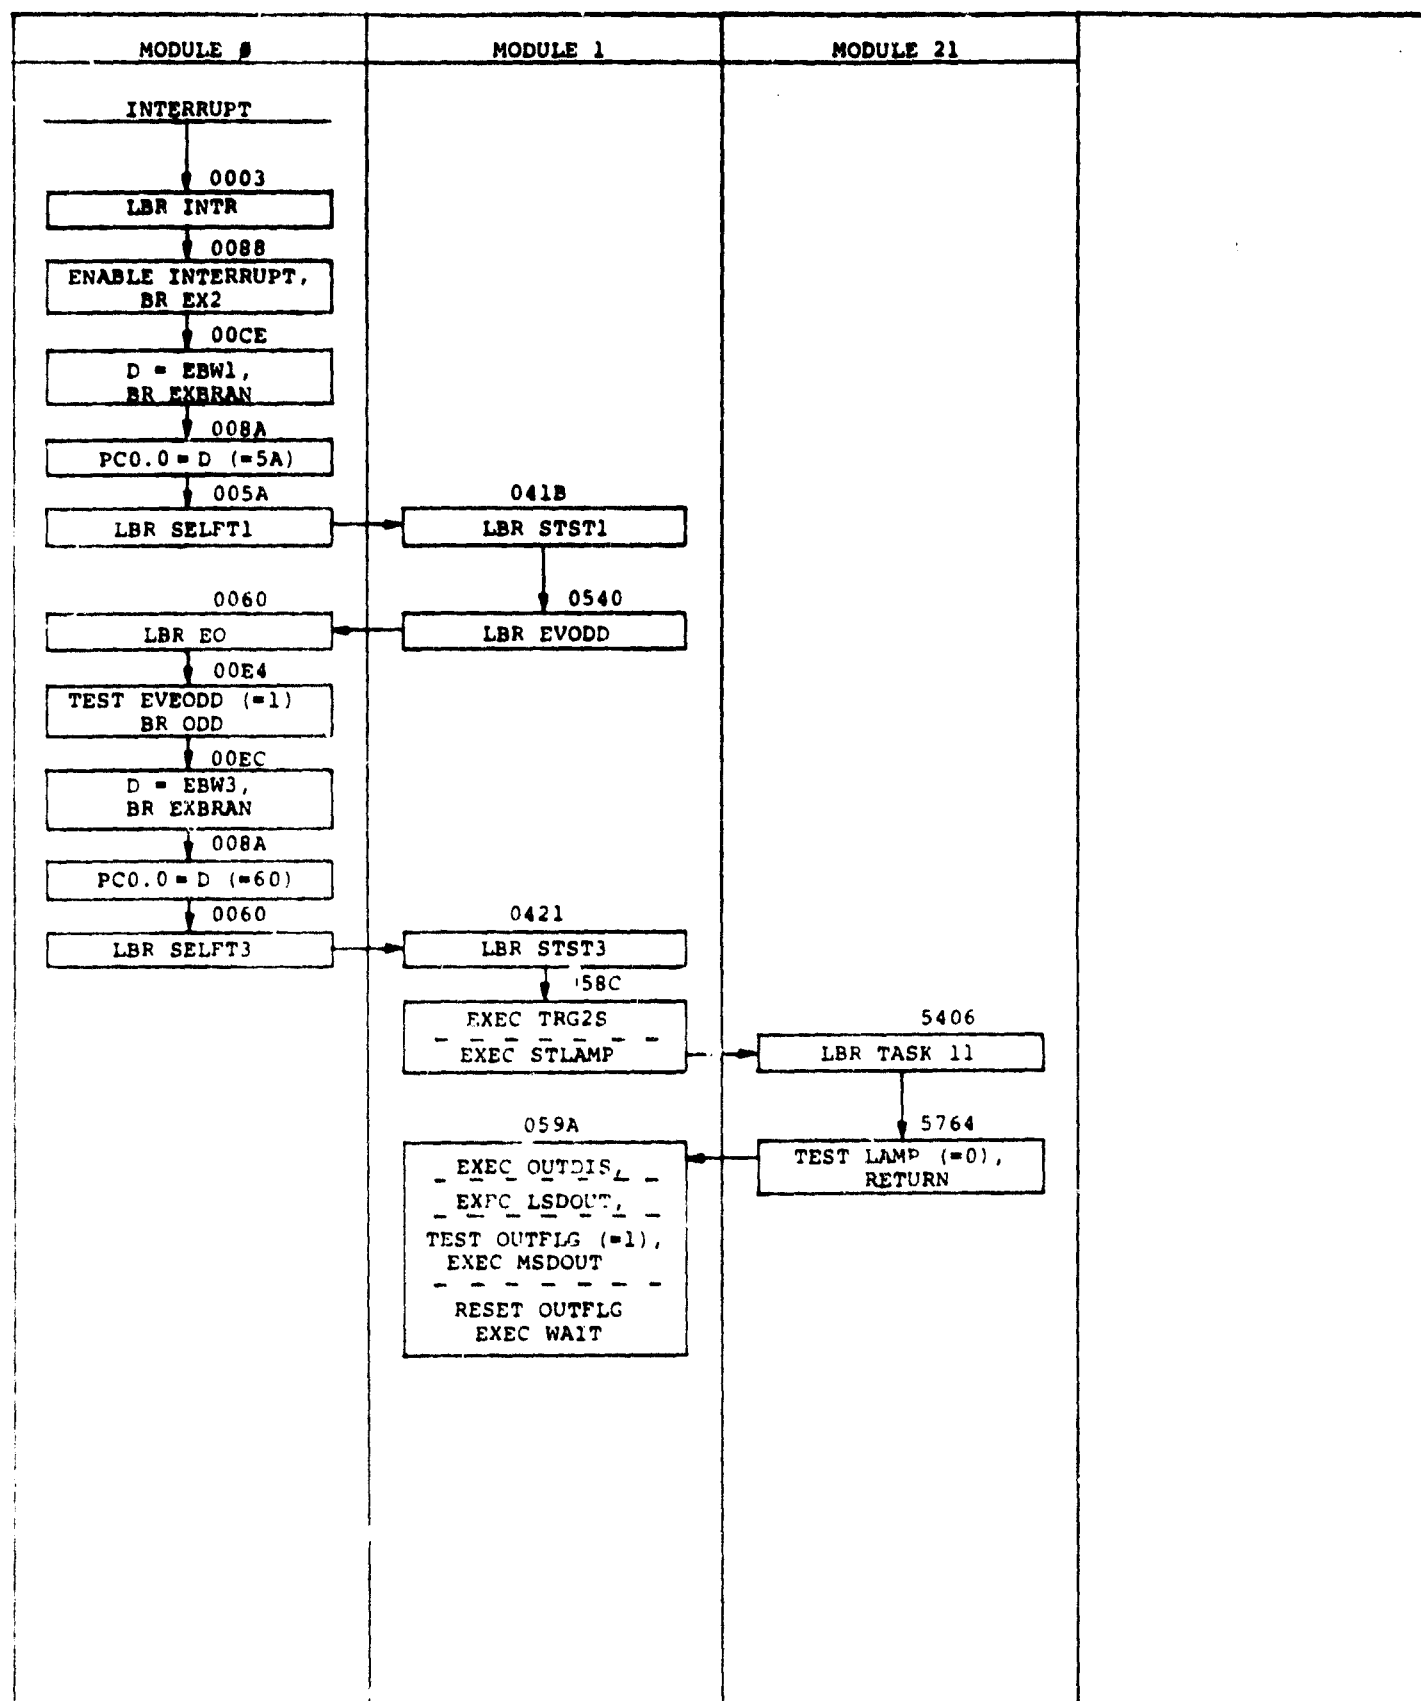 MODULE 0
MODULE 1
MODULE 21
INTERRUPT
0003
LBR INTR
0088
ENABLE INTERRUPT,
BR EX2
00CE
D = EBW1,
BR EXBRAN
008A
PC0.0 = D (=5A)
005A
LBR SELFT1
041B
LBR STST1
0540
LBR EVODD
0060
LBR EO
00E4
TEST EVEODD (=1)
BR ODD
00EC
D = EBW3,
BR EXBRAN
008A
PC0.0 = D (=60)
0060
LBR SELFT3
0421
LBR STST3
58C
EXEC TRG2S
EXEC STLAMP
5406
LBR TASK 11
5764
TEST LAMP (=0),
RETURN
059A
EXEC OUTDIS,
EXEC LSDOUT,
TEST OUTFLG (=1),
EXEC MSDOUT
RESET OUTFLG
EXEC WAIT